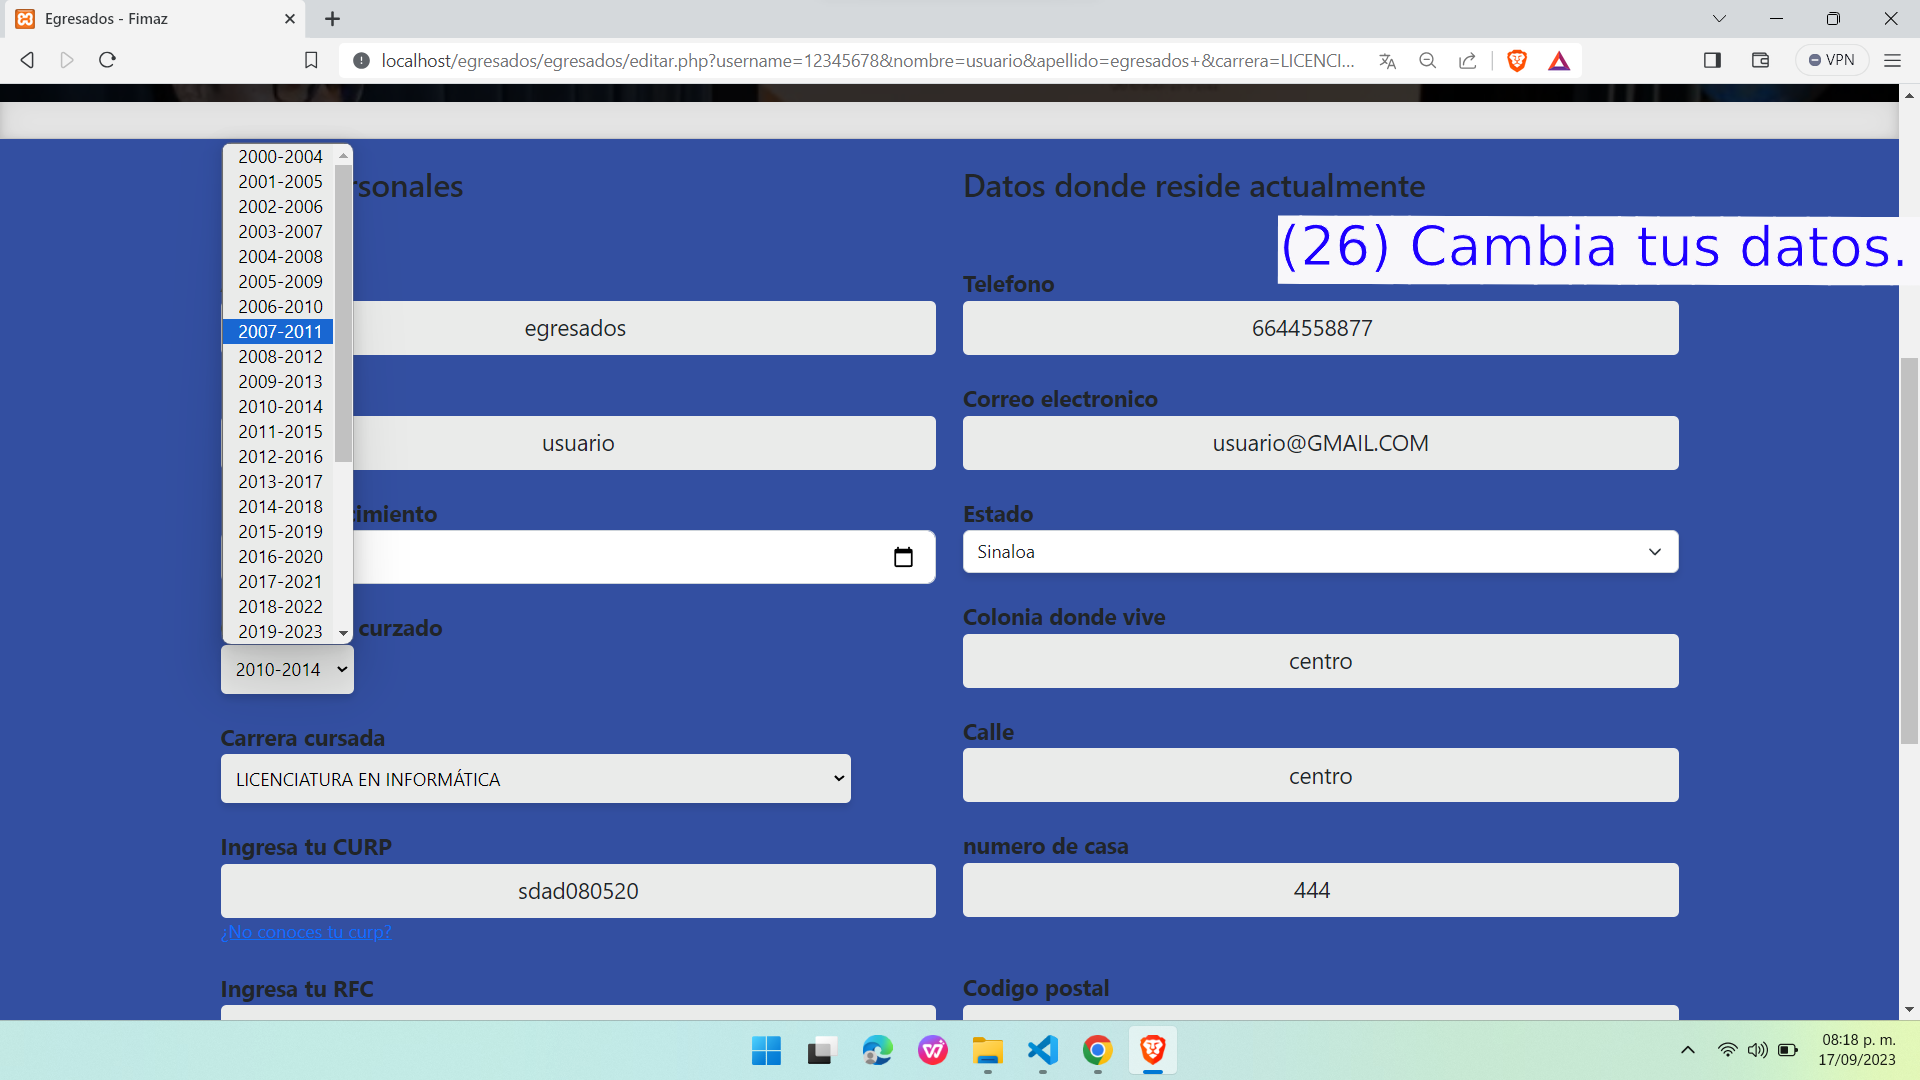 Egresados - Fimaz
localhost/egresados/egresados/editar.php?username=12345678&nombre=usuario&apellido=egresados+&carrera=LICENCI...
VPN
2000-2004
2001-2005
2002-2006
2003-2007
2004-2008
2005-2009
2006-2010
2007-2011
2008-2012
2009-2013
2010-2014
2011-2015
2012-2016
2013-2017
2014-2018
2015-2019
2016-2020
2017-2021
2018-2022
2019-2023
rsonales
egresados
usuario
cimiento
curzado
2010-2014
Carrera cursada
LICENCIATURA EN INFORMÁTICA
Ingresa tu CURP
sdad080520
¿No conoces tu curp?
Ingresa tu RFC
Datos donde reside actualmente
(26) Cambia tus datos.
Telefono
6644558877
Correo electronico
usuario@GMAIL.COM
Estado
Sinaloa
Colonia donde vive
centro
Calle
centro
numero de casa
444
Codigo postal
08:18 p. m.
17/09/2023